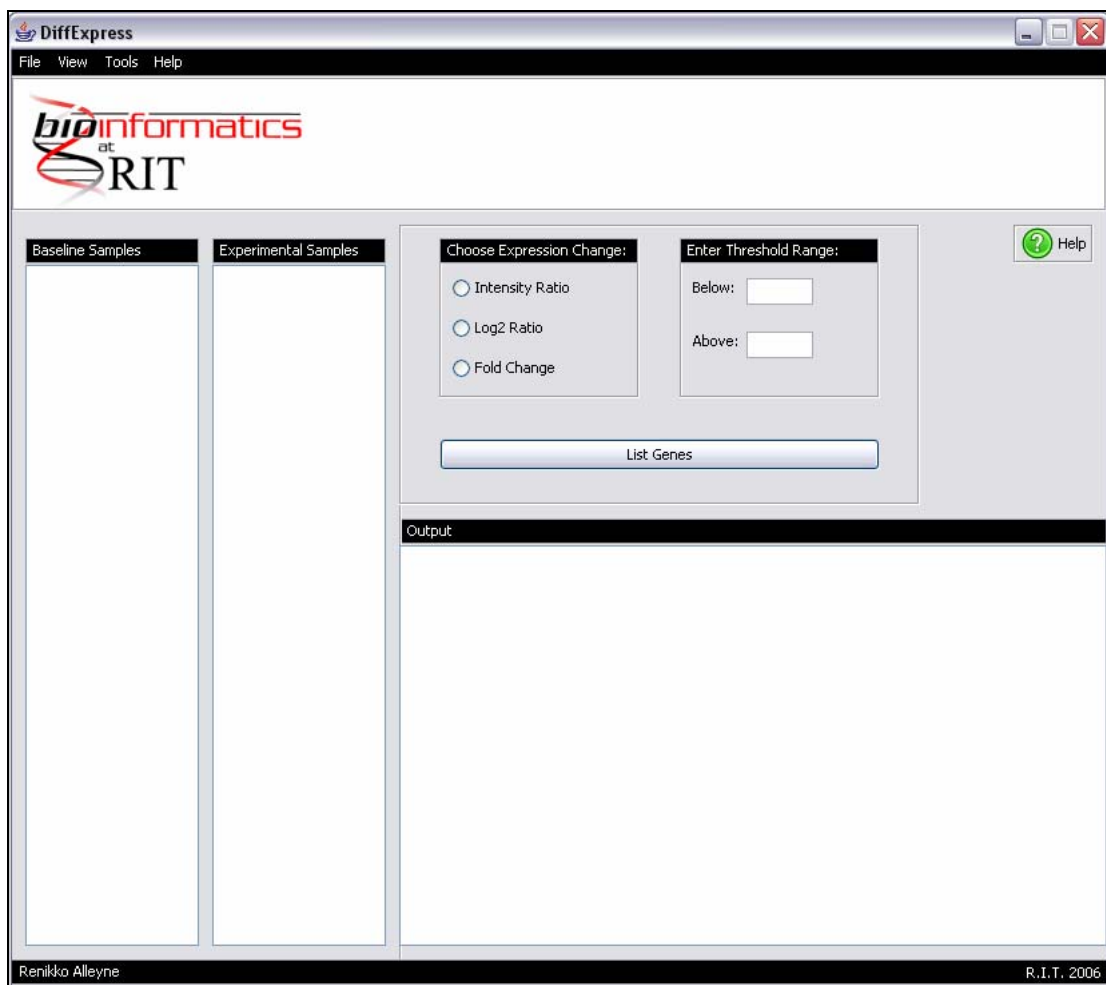 DiffExpress
File View Tools Help
bioinformatics
at
RIT
Baseline Samples
Experimental Samples
Choose Expression Change:
Intensity Ratio
Log2 Ratio
Fold Change
Enter Threshold Range:
Below:
Above:
Help
List Genes
Output
Renikko Alleyne
R.I.T. 2006